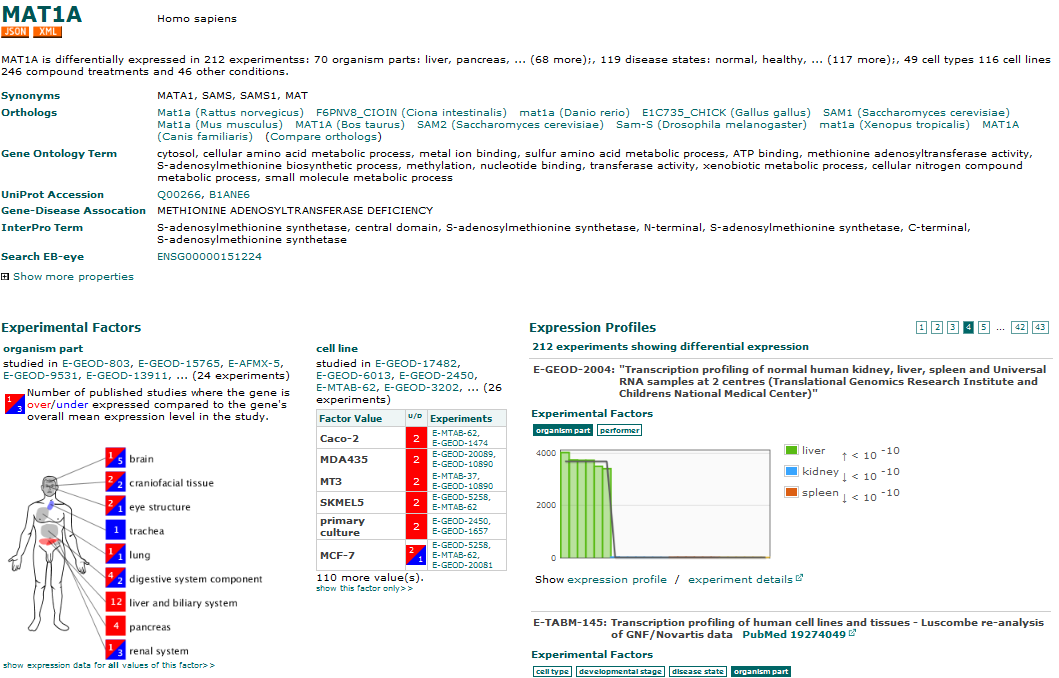 MAT1A
Homo sapiens
JSON XML
MAT1A is differentially expressed in 212 experimentss: 70 organism parts: liver, pancreas, ... (68 more);, 119 disease states: normal, healthy, ... (117 more);, 49 cell types 116 cell lines
246 compound treatments and 46 other conditions.
Synonyms MATA1, SAMS, SAMS1, MAT
Orthologs Mat1a (Rattus norvegicus) F6PNV8_CIOIN (Ciona intestinalis) mat1a (Danio rerio) E1C735_CHICK (Gallus gallus) SAM1 (Saccharomyces cerevisiae)
Mat1a (Mus musculus) MAT1A (Bos taurus) SAM2 (Saccharomyces cerevisiae) Sam-S (Drosophila melanogaster) mat1a (Xenopus tropicalis) MAT1A
(Canis familiaris) (Compare orthologs)
Gene Ontology Term cytosol, cellular amino acid metabolic process, metal ion binding, sulfur amino acid metabolic process, ATP binding, methionine adenosyltransferase activity,
S-adenosylmethionine biosynthetic process, methylation, nucleotide binding, transferase activity, xenobiotic metabolic process, cellular nitrogen compound
metabolic process, small molecule metabolic process
UniProt Accession Q00266, B1ANE6
Gene-Disease Assocation METHIONINE ADENOSYLTRANSFERASE DEFICIENCY
InterPro Term S-adenosylmethionine synthetase, central domain, S-adenosylmethionine synthetase, N-terminal, S-adenosylmethionine synthetase, C-terminal,
S-adenosylmethionine synthetase
Search EB-eye ENSG00000151224
Show more properties
Experimental Factors
organism part
studied in E-GEOD-803, E-GEOD-15765, E-AFMX-5,
E-GEOD-9531, E-GEOD-13911, ... (24 experiments)
1 3 Number of published studies where the gene is
over/under expressed compared to the gene's
overall mean expression level in the study.
1 5 brain
2 2 craniofacial tissue
2 1 eye structure
1 trachea
1 1 lung
4 2 digestive system component
12 liver and biliary system
4 pancreas
1 3 renal system
show expression data for all values of this factor>>
cell line
studied in E-GEOD-17482,
E-GEOD-6013, E-GEOD-2450,
E-MTAB-62, E-GEOD-3202, ... (26
experiments)
Factor Value U/D Experiments
Caco-2 2 E-MTAB-62,
E-GEOD-1474
MDA435 2 E-GEOD-20089,
E-GEOD-10890
MT3 2 E-MTAB-37,
E-GEOD-10890
SKMEL5 2 E-GEOD-5258,
E-MTAB-62
primary
culture 2 E-GEOD-2450,
E-GEOD-1657
MCF-7 2 1 E-GEOD-5258,
E-MTAB-62,
E-GEOD-20081
110 more value(s).
show this factor only>>
Expression Profiles 1 2 3 4 5 ... 42 43
212 experiments showing differential expression
E-GEOD-2004: "Transcription profiling of normal human kidney, liver, spleen and Universal
RNA samples at 2 centres (Translational Genomics Research Institute and
Childrens National Medical Center)"
Experimental Factors
organism part performer
4000
2000
0
liver ↑ < 10 -10
kidney ↓ < 10 -10
spleen ↓ < 10 -10
Show expression profile / experiment details
E-TABM-145: Transcription profiling of human cell lines and tissues - Luscombe re-analysis
of GNF/Novartis data PubMed 19274049
Experimental Factors
cell type developmental stage disease state organism part